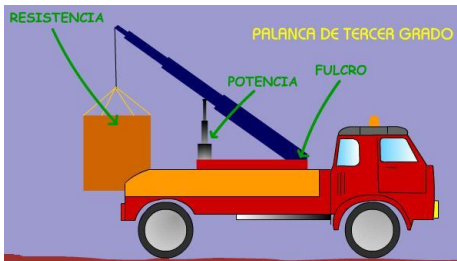 RESISTENCIA
PALANCA DE TERCER GRADO
FULCRO
POTENCIA